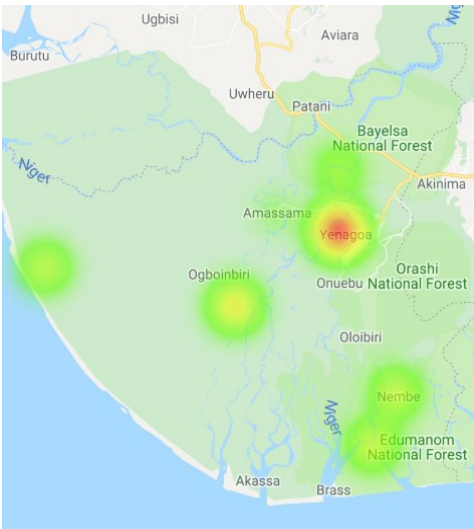 Ugbisi
Nig
Aviara
Burutu
Uwheru
Patani
Bayelsa
National Forest
Niger
Akinima
Amassama
Yenagoa
Ogboinbiri
Orashi
Onuebu National Forest
Oloibiri
Nembe
Niger
Edumanom
National Forest
Akassa
Brass